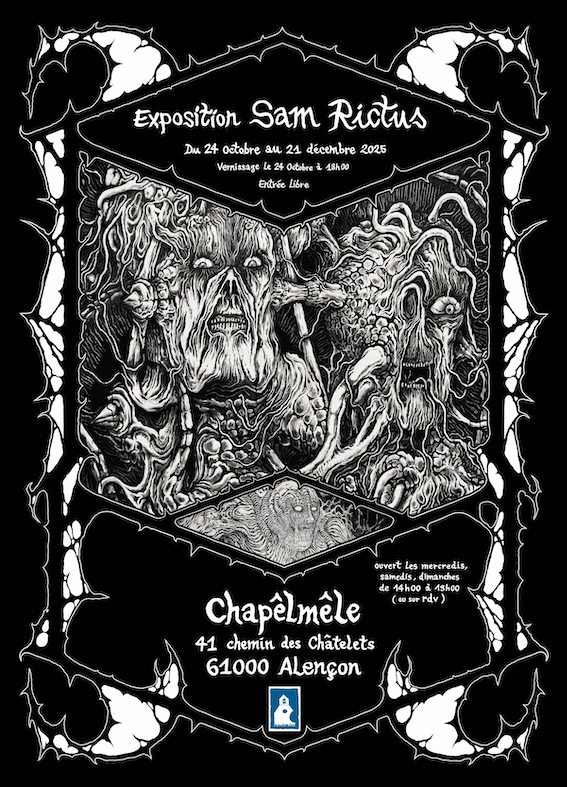 Exposition Sam Rictus
Du 24 octobre au 21 décembre 2025
Vernissage le 24 Octobre à 18h00
Entrée libre
ouvert les mercredis,
samedis, dimanches
de 14h00 à 19h00
(ou sur rdv)
Chapêlmêle
41 chemin des Châtelets
61000 Alençon